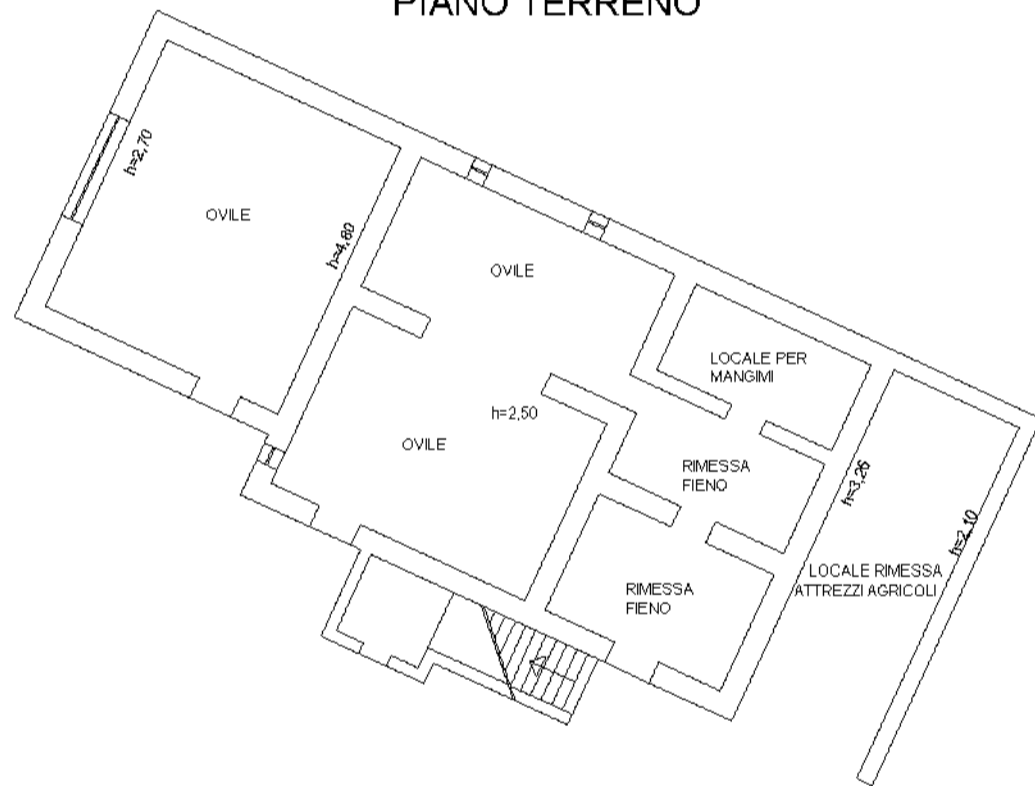 PIANO TERRENO
h=2,70
OVILE
h=4,60
OVILE
LOCALE PER
MANGIMI
h=2,50
OVILE
RIMESSA
FIENO
h=3,26
h=2,10
LOCALE RIMESSA
ATTREZZI AGRICOLI
RIMESSA
FIENO